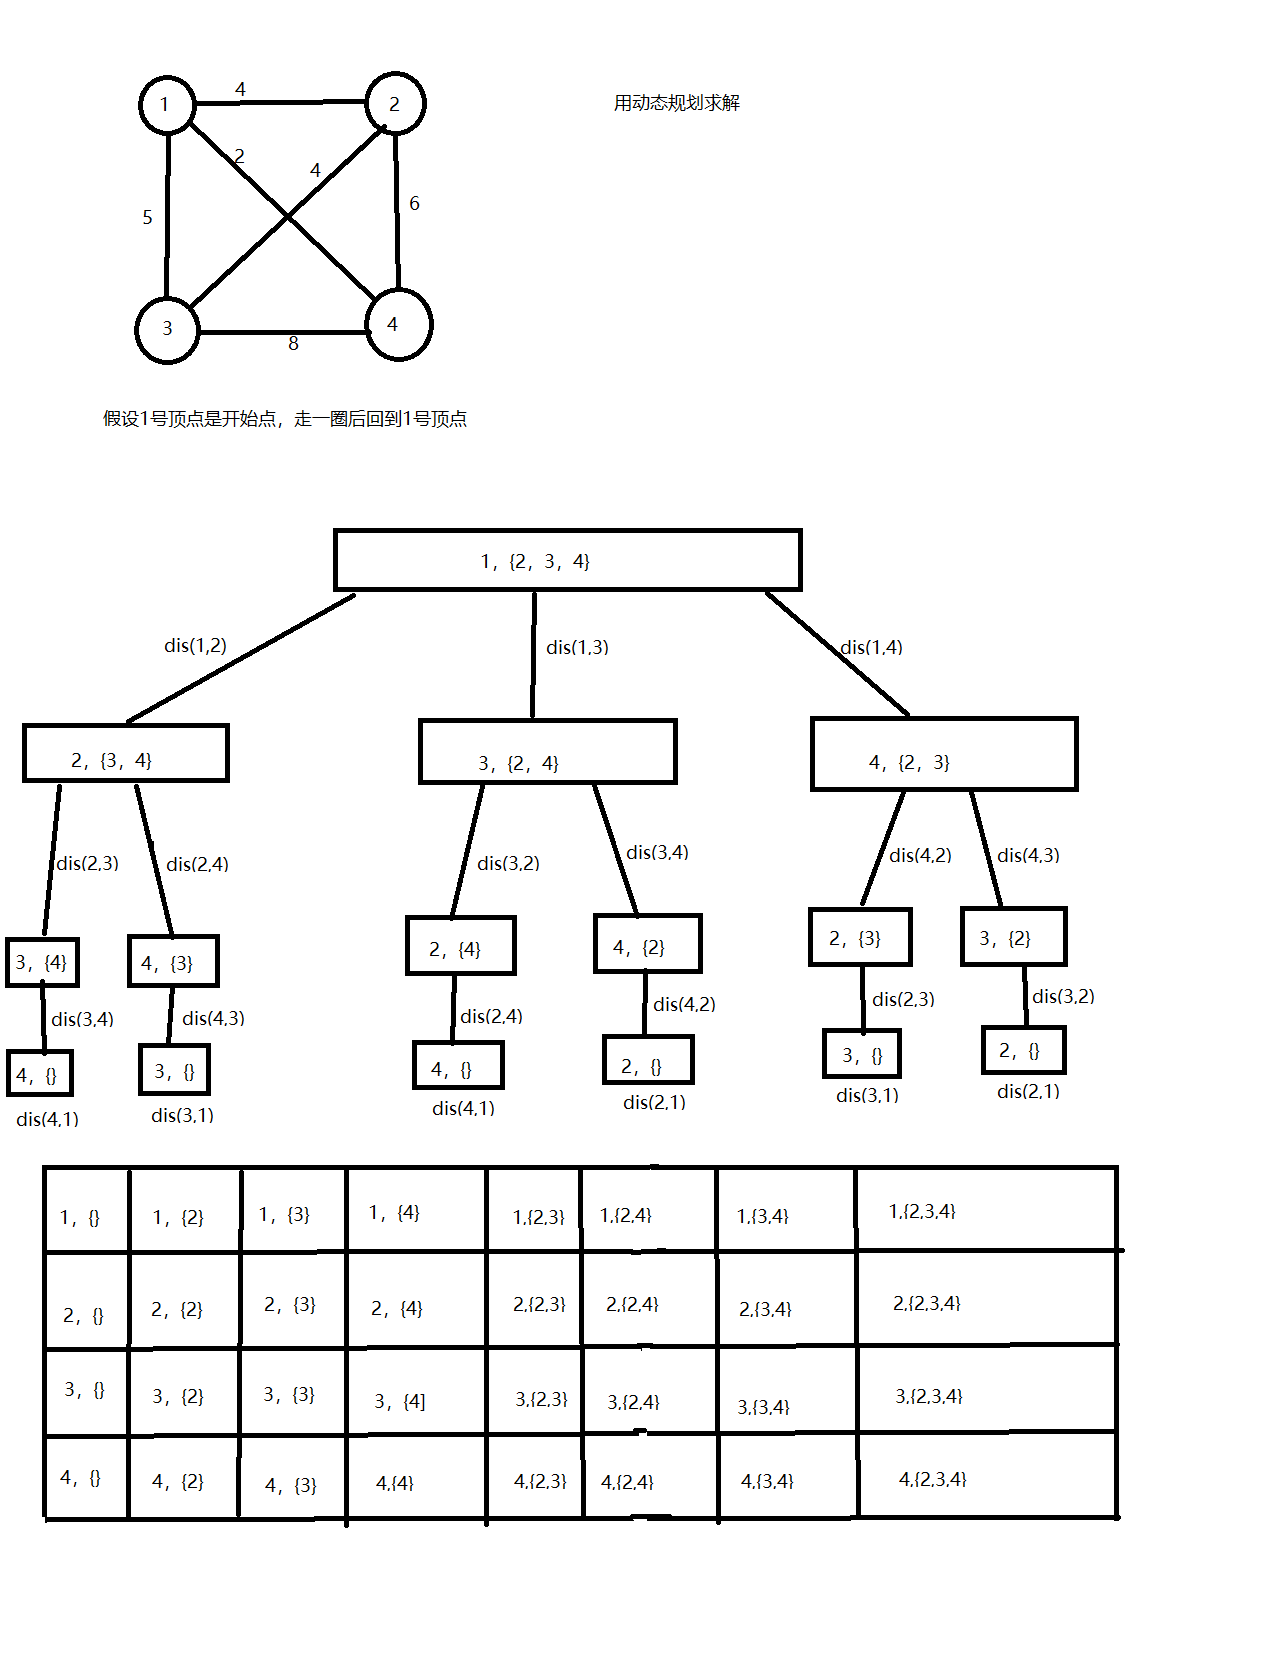 4
1
2
用动态规划求解
2
4
5
6
3
4
8
假设1号顶点是开始点，走一圈后回到1号顶点
1，{2，3，4}
dis(1,2)
dis(1,3)
dis(1,4)
2，{3，4}
3，{2，4}
4，{2，3}
dis(2,3)
dis(2,4)
dis(3,2)
dis(3,4)
dis(4,2)
dis(4,3)
3，{4}
4，{3}
2，{4}
4，{2}
2，{3}
3，{2}
dis(3,4)
dis(4,3)
dis(2,4)
dis(4,2)
dis(2,3)
dis(3,2)
4，{}
3，{}
4，{}
2，{}
3，{}
2，{}
dis(4,1)
dis(3,1)
dis(4,1)
dis(2,1)
dis(3,1)
dis(2,1)
1，{} 1，{2} 1，{3} 1，{4} 1,{2,3} 1,{2,4} 1,{3,4} 1,{2,3,4}
2，{} 2，{2} 2，{3} 2，{4} 2,{2,3} 2,{2,4} 2,{3,4} 2,{2,3,4}
3，{} 3，{2} 3，{3} 3，{4] 3,{2,3} 3,{2,4} 3,{3,4} 3,{2,3,4}
4，{} 4，{2} 4，{3} 4,{4} 4,{2,3} 4,{2,4} 4,{3,4} 4,{2,3,4}